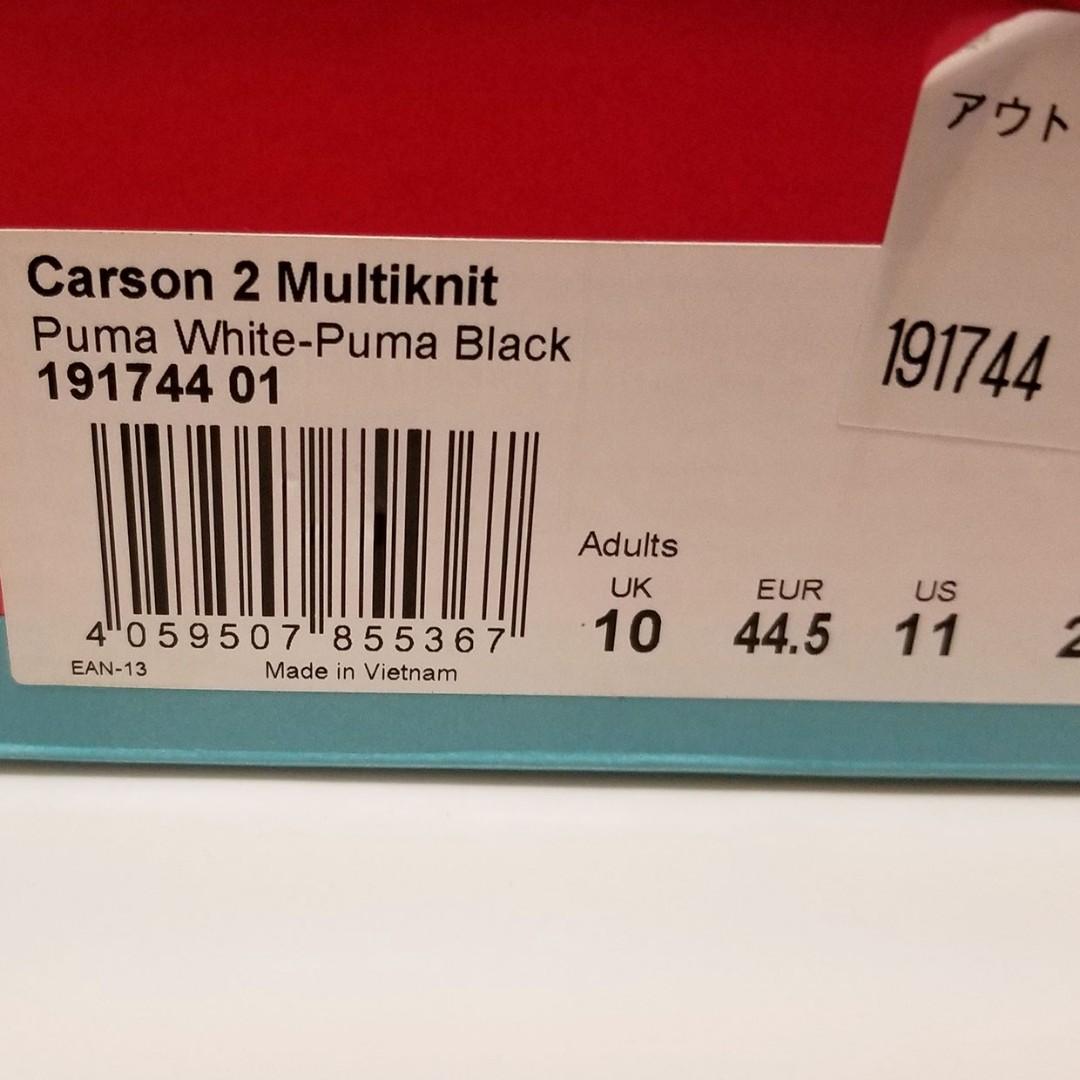 アウト
191744
Carson 2 Multiknit
Puma White-Puma Black
191744 01
4 059507 855367
EAN-13 Made in Vietnam
Adults
UK EUR US
10 44.5 11